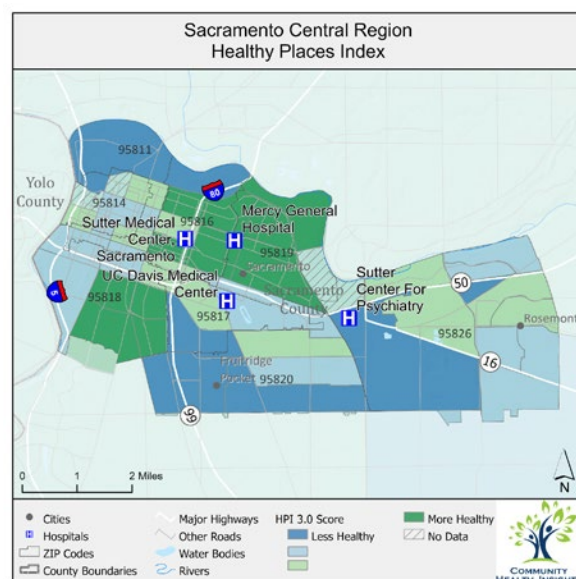 Sacramento Central Region
Healthy Places Index
95811
Yolo
County
95814
80
Sutter Medical
Center,
Sacramento
95816
Mercy General
Hospital
95819
Sacramento
UC Davis Medical
Center
Sacramento
County
Sutter
Center For
Psychiatry
50
5
95818
95817
95826
Rosemont
Fruitridge
Pocket
95820
16
99
0 1 2 Miles
N
Cities
Hospitals
ZIP Codes
County Boundaries
Major Highways
Other Roads
Water Bodies
Rivers
HPI 3.0 Score
Less Healthy
More Healthy
No Data
H
H
H
H
H
COMMUNITY
HEALTH INSIGHTS